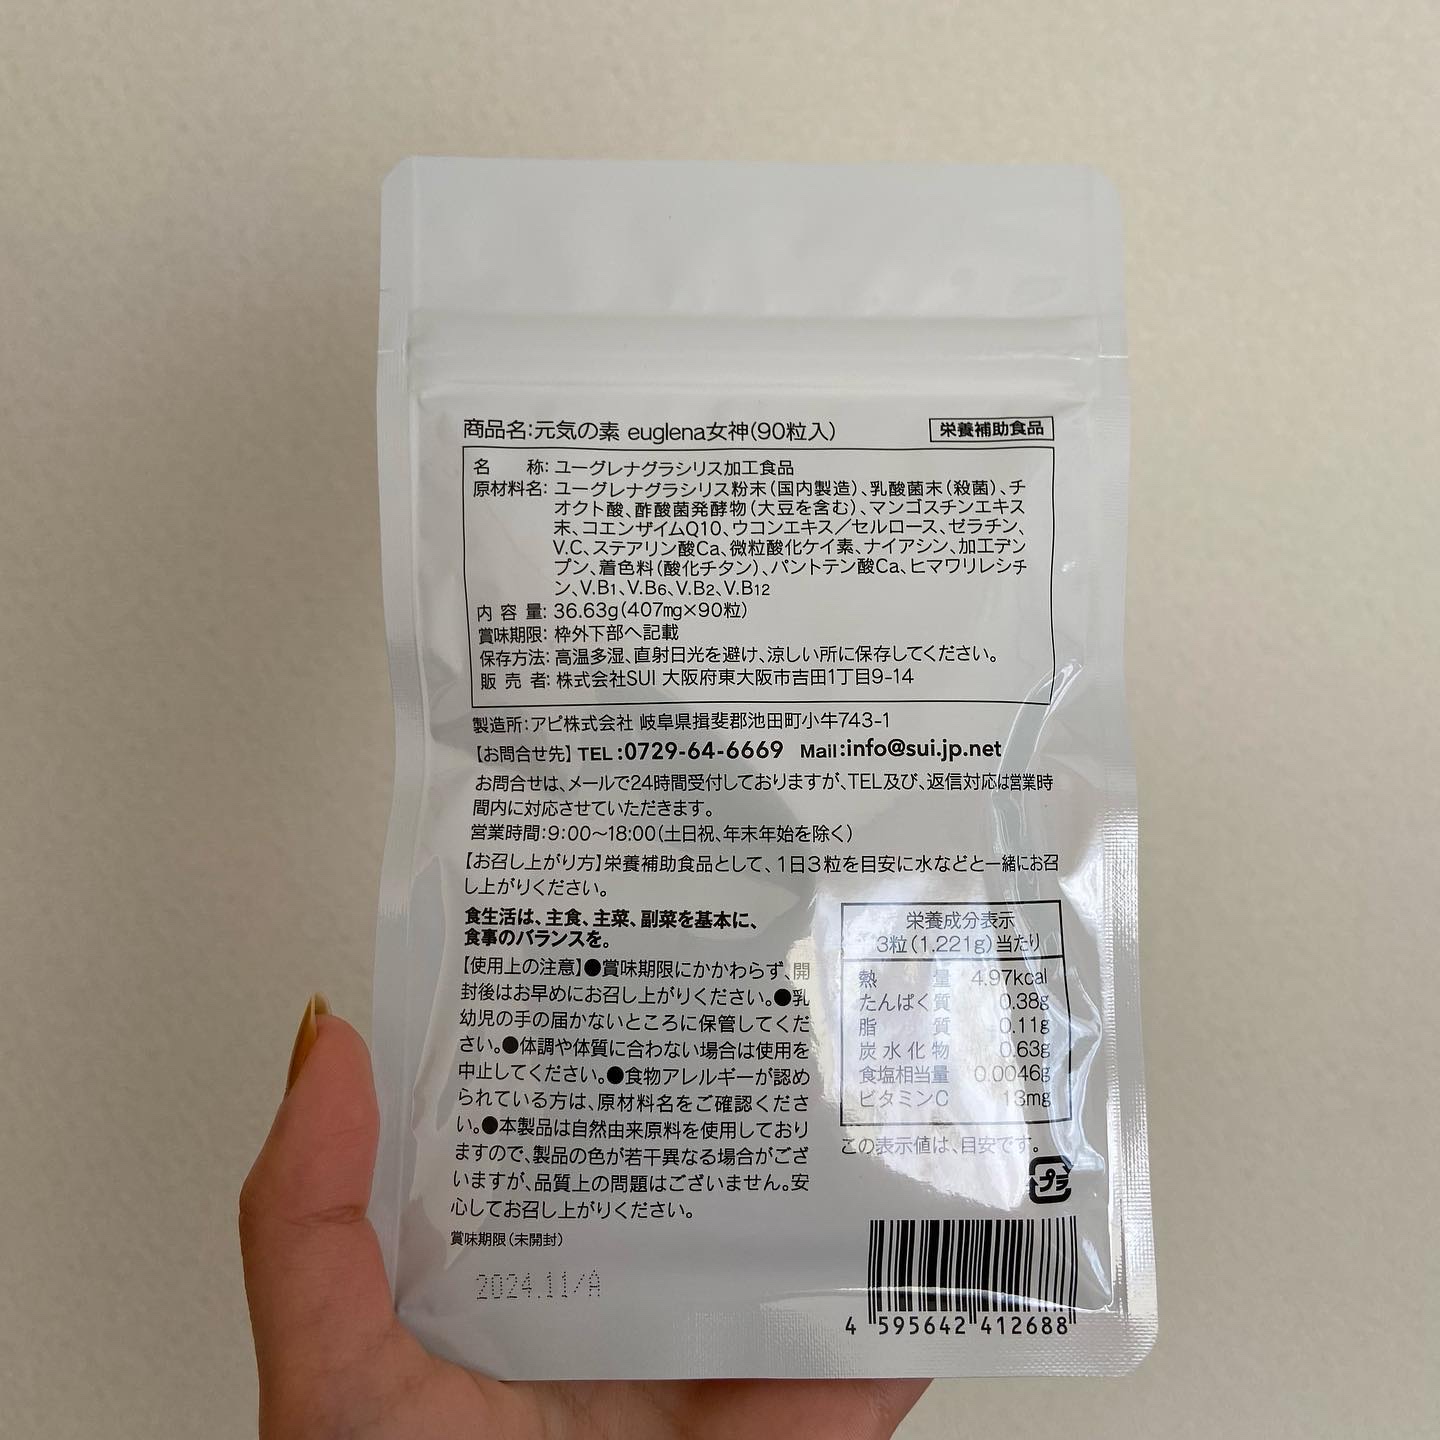 商品名:元気の素 euglena女神(90粒入)
栄養補助食品
名 称: ユーグレナグラシリス加工食品
原材料名: ユーグレナグラシリス粉末(国内製造)、乳酸菌末(殺菌)、チ
オクト酸、酢酸菌発酵物(大豆を含む)、マンゴスチンエキス
末、コエンザイムQ10、ウコンエキス/セルロース、ゼラチン、
V.C、ステアリン酸Ca、微粒酸化ケイ素、ナイアシン、加工デン
プン、着色料(酸化チタン)、パントテン酸Ca、ヒマワリレシチ
ン、V.B1、V.B6、V.B2、V.B12
内 容 量: 36.63g(407mg×90粒)
賞味期限: 枠外下部へ記載
保存方法: 高温多湿、直射日光を避け、涼しい所に保存してください。
販 売 者: 株式会社SUI 大阪府東大阪市吉田1丁目9-14
製造所:アピ株式会社 岐阜県揖斐郡池田町小牛743-1
【お問合せ先】TEL:0729-64-6669 Mail:info@sui.jp.net
お問合せは、メールで24時間受付しておりますが、TEL及び、返信対応は営業時
間内に対応させていただきます。
営業時間:9:00〜18:00(土日祝、年末年始を除く)
【お召し上がり方】栄養補助食品として、1日3粒を目安に水などと一緒にお召
し上がりください。
食生活は、主食、主菜、副菜を基本に、
食事のバランスを。
【使用上の注意】●賞味期限にかかわらず、開
封後はお早めにお召し上がりください。●乳
幼児の手の届かないところに保管してくだ
さい。●体調や体質に合わない場合は使用を
中止してください。●食物アレルギーが認め
られている方は、原材料名をご確認くださ
い。●本製品は自然由来原料を使用しており
ますので、製品の色が若干異なる場合がござ
いますが、品質上の問題はございません。安
心してお召し上がりください。
賞味期限(未開封)
2024.11/A
栄養成分表示
3粒(1.221g)当たり
熱 量 4.97kcal
たんぱく質 0.38g
脂 質 0.11g
炭水化物 0.63g
食塩相当量 0.0046g
ビタミンC 13mg
この表示値は、目安です。
プラ
4 595642 412688